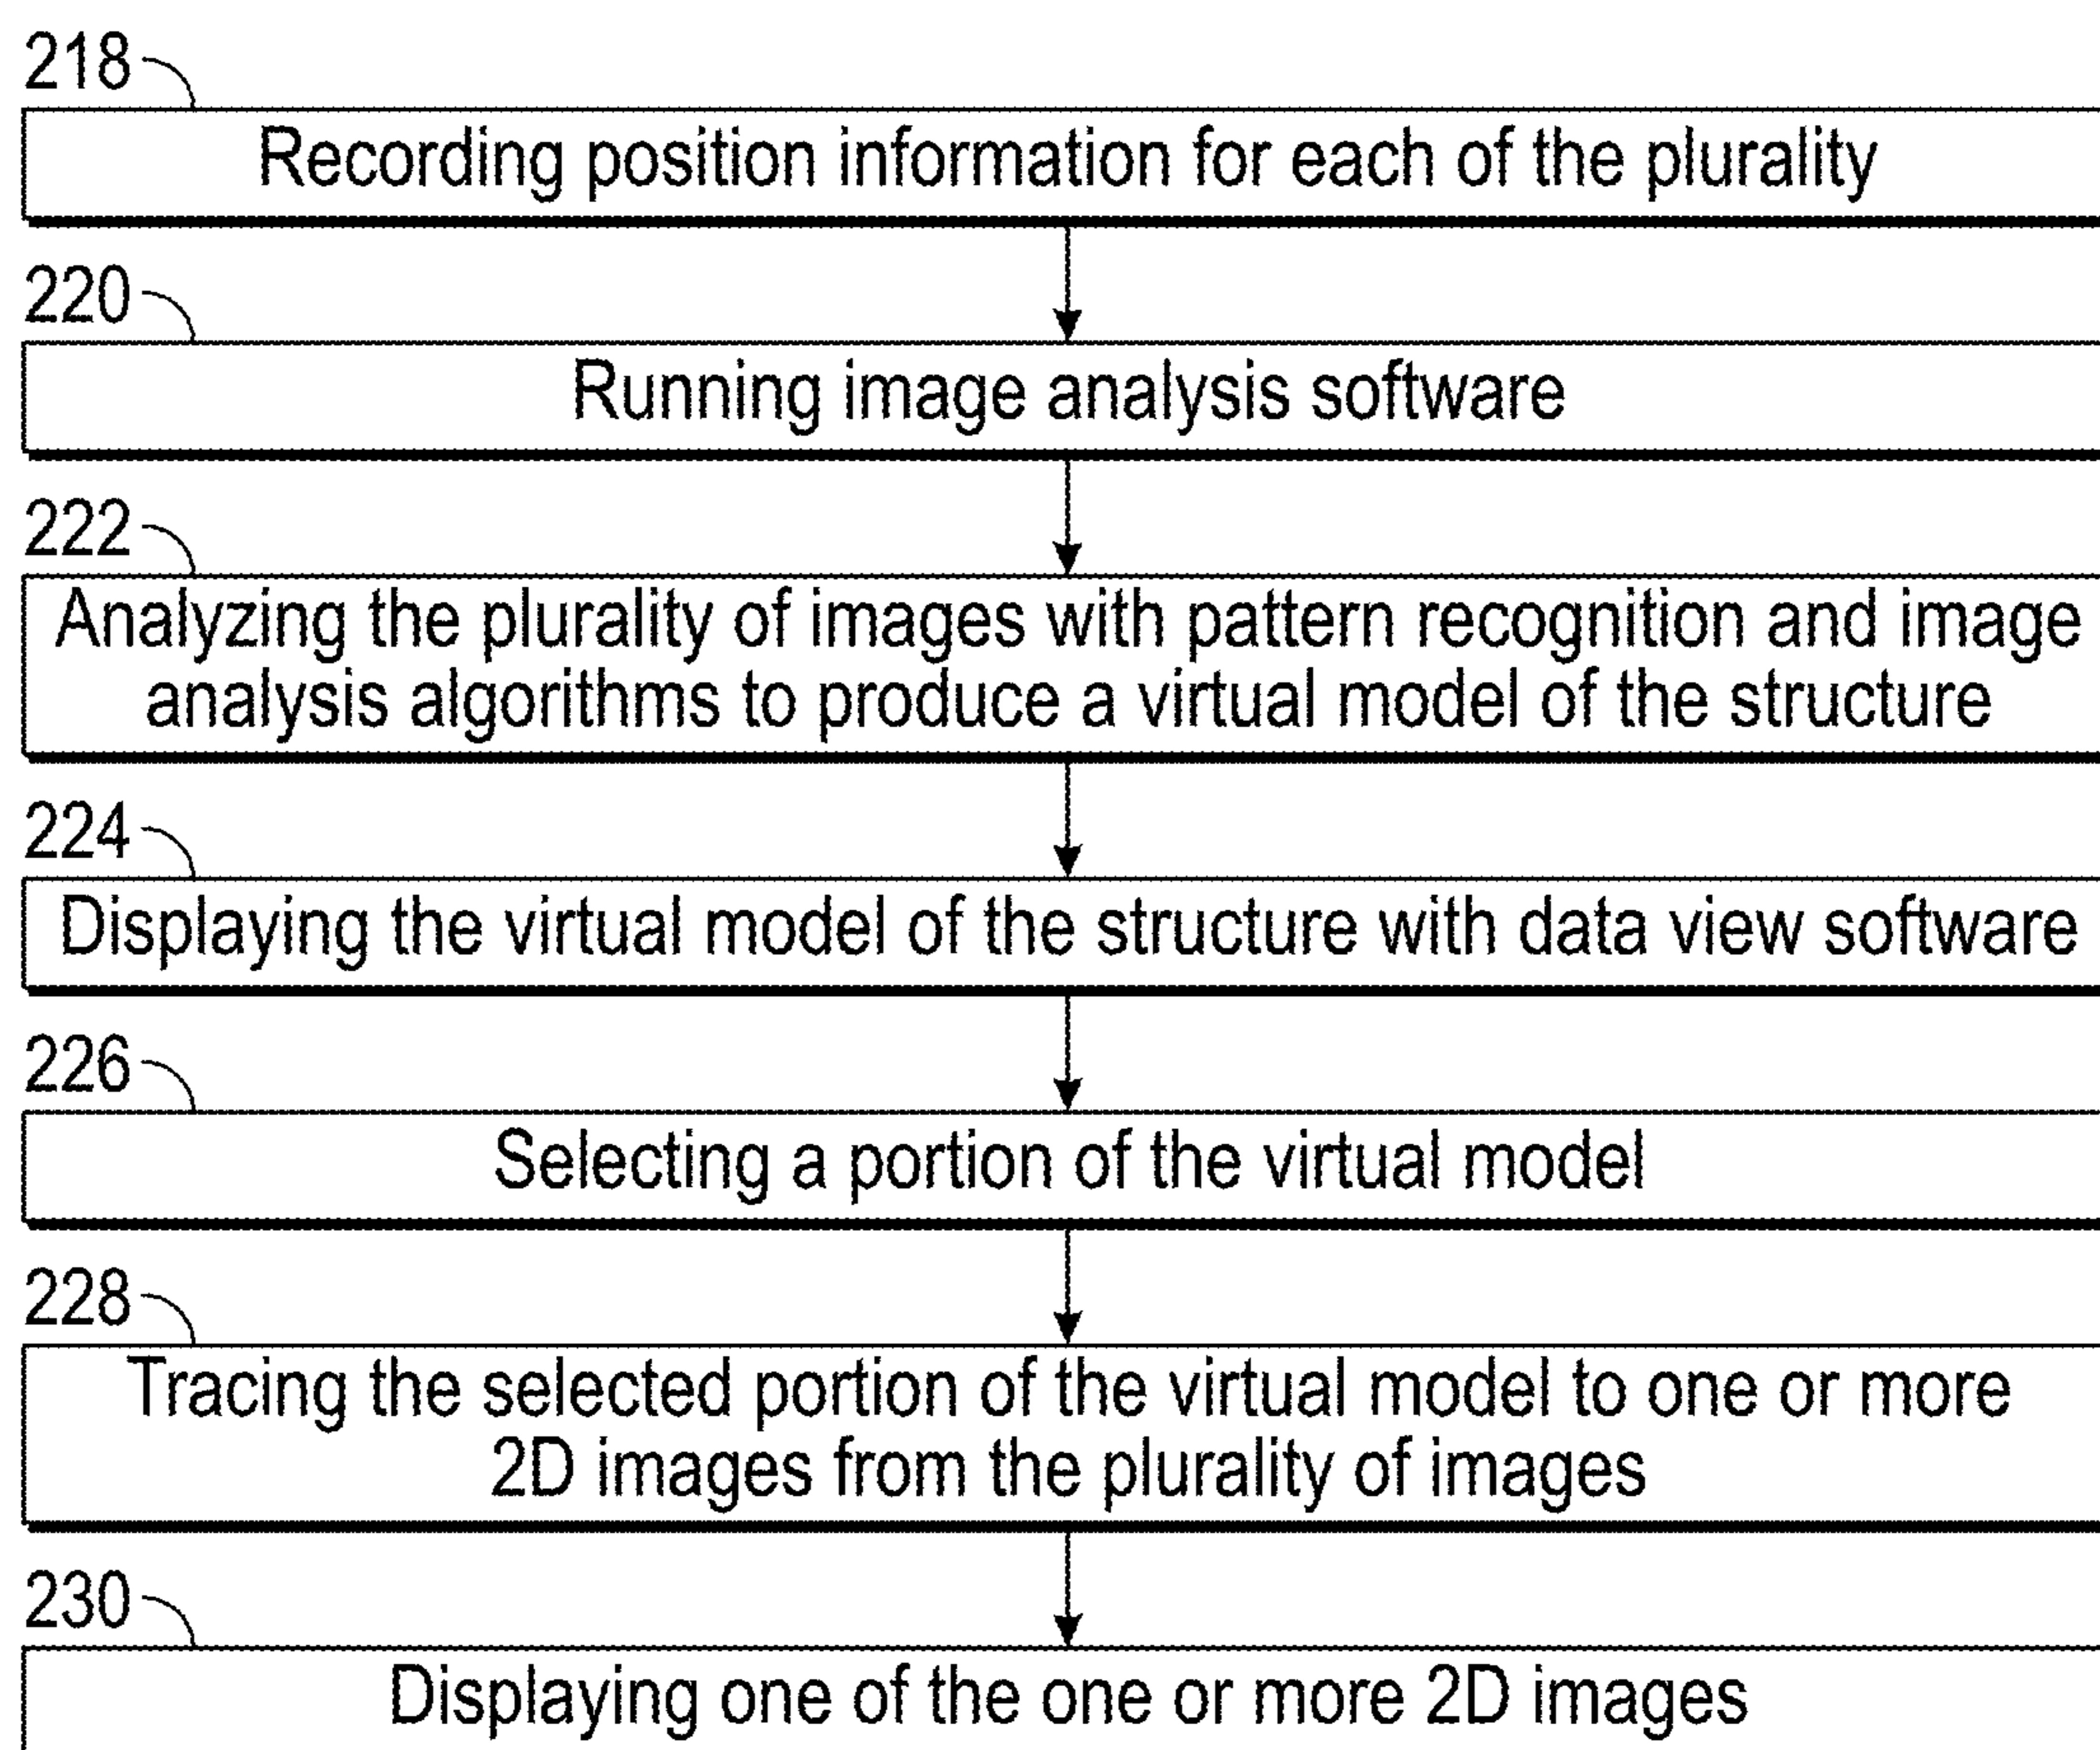 218
Recording position information for each of the plurality
220
Running image analysis software
222
Analyzing the plurality of images with pattern recognition and image
analysis algorithms to produce a virtual model of the structure
224
Displaying the virtual model of the structure with data view software
226
Selecting a portion of the virtual model
228
Tracing the selected portion of the virtual model to one or more
2D images from the plurality of images
230
Displaying one of the one or more 2D images